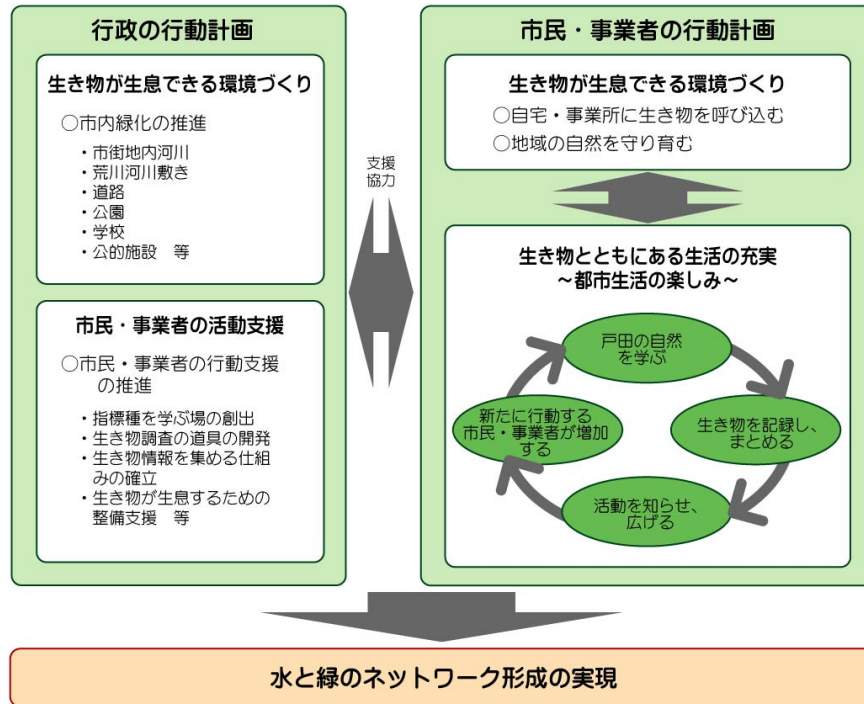 行政の行動計画
生き物が生息できる環境づくり
○市内緑化の推進
・市街地内河川
・荒川河川敷き
・道路
・公園
・学校
・公的施設　等
市民・事業者の活動支援
○市民・事業者の行動支援
の推進
・指標種を学ぶ場の創出
・生き物調査の道具の開発
・生き物情報を集める仕組
みの確立
・生き物が生息するための
整備支援　等
支援
協力
市民・事業者の行動計画
生き物が生息できる環境づくり
○自宅・事業所に生き物を呼び込む
○地域の自然を守り育む
生き物とともにある生活の充実
～都市生活の楽しみ～
戸田の自然
を学ぶ
生き物を記録し、
まとめる
活動を知らせ、
広げる
新たに行動する
市民・事業者が増加
する
水と緑のネットワーク形成の実現